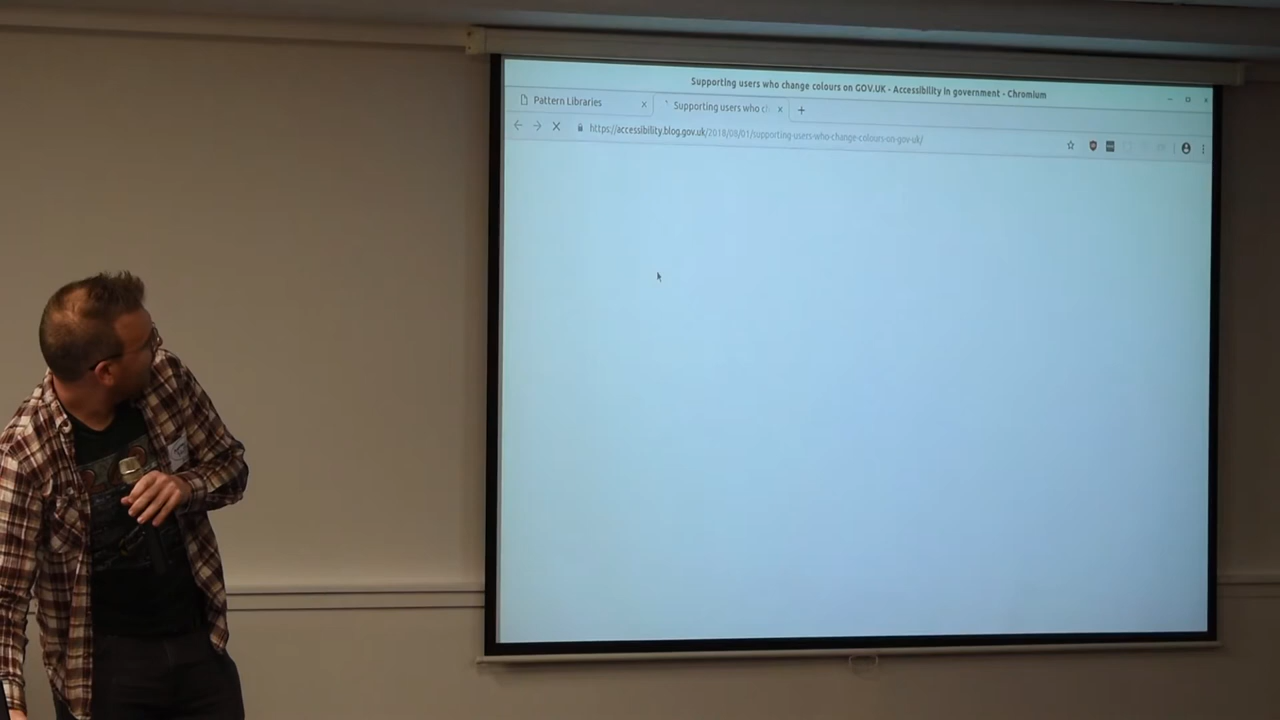 Supporting users who change colours on GOV.UK - Accessibility in government - Chromium
Pattern Libraries
Supporting users who c
https://accessibility.blog.gov.uk/2018/08/01/supporting-users-who-change-colours-on-gov-uk/